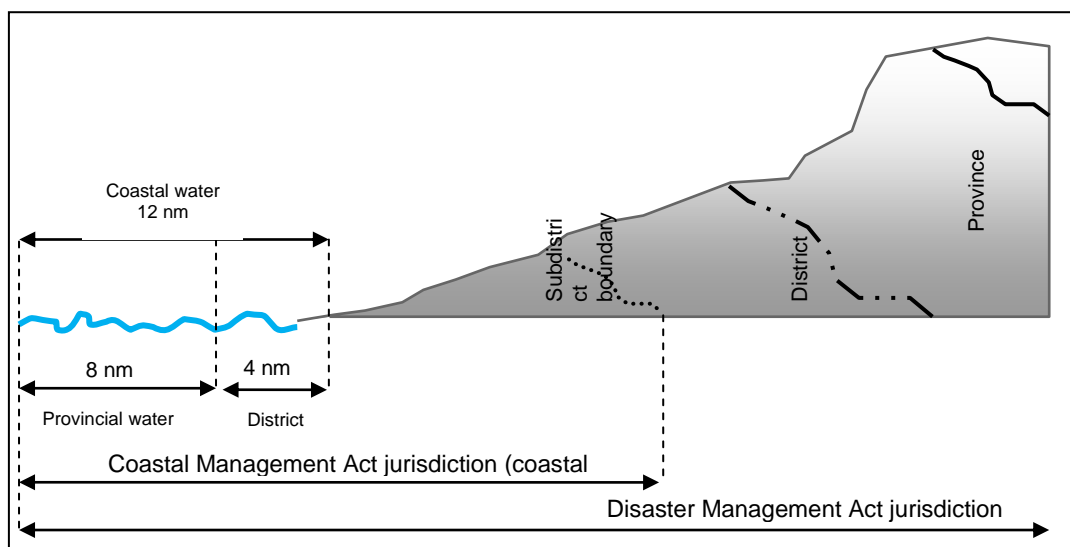 Coastal water
12 nm
Subdistri
ct boundary
District
Province
8 nm
4 nm
Provincial water
District
Coastal Management Act jurisdiction (coastal
Disaster Management Act jurisdiction